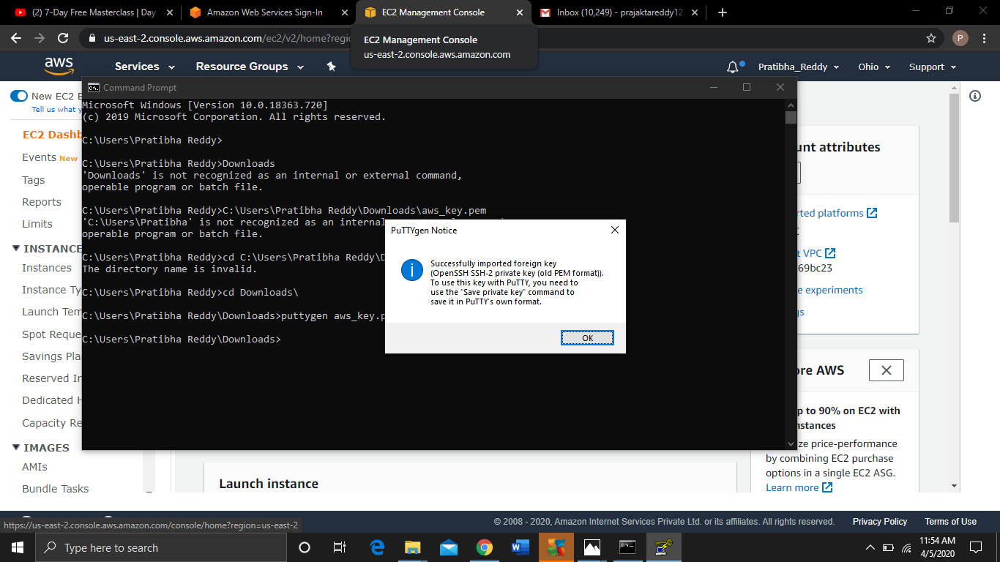 (2) 7-Day Free Masterclass | Day
Amazon Web Services Sign-In
EC2 Management Console
Inbox (10,249) - prajaktareddy12
us-east-2.console.aws.amazon.com/ec2/v2/home?regi
EC2 Management Console
us-east-2.console.aws.amazon.com
P
aws
Services
Resource Groups
Pratibha_Reddy
Ohio
Support
New EC2 E
Tell us what y
EC2 Dashb
Events New
Tags
Reports
Limits
INSTANCE
Instances
Instance Ty
Launch Tem
Spot Reque
Savings Pla
Reserved In
Dedicated H
Capacity Re
IMAGES
AMIs
Bundle Tasks
Command Prompt
Microsoft Windows [Version 10.0.18363.720]
(c) 2019 Microsoft Corporation. All rights reserved.
C:\Users\Pratibha Reddy>
C:\Users\Pratibha Reddy>Downloads
'Downloads' is not recognized as an internal or external command,
operable program or batch file.
C:\Users\Pratibha Reddy>C:\Users\Pratibha Reddy\Downloads\aws_key.pem
'C:\Users\Pratibha' is not recognized as an internal
operable program or batch file.
C:\Users\Pratibha Reddy>cd C:\Users\Pratibha Reddy\D
The directory name is invalid.
C:\Users\Pratibha Reddy>cd Downloads\
C:\Users\Pratibha Reddy\Downloads>puttygen aws_key.p
C:\Users\Pratibha Reddy\Downloads>
PuTTYgen Notice
Successfully imported foreign key
(OpenSSH SSH-2 private key (old PEM format)).
To use this key with PuTTY, you need to
use the "Save private key" command to
save it in PuTTY's own format.
OK
unt attributes
rted platforms
t VPC
69bc23
e experiments
gs
ore AWS
p to 90% on EC2 with
nstances
ze price-performance
by combining EC2 purchase
options in a single EC2 ASG.
Learn more
Launch instance
https://us-east-2.console.aws.amazon.com/console/home?region=us-east-2
© 2008 - 2020, Amazon Internet Services Private Ltd. or its affiliates. All rights reserved.
Privacy Policy
Terms of Use
Type here to search
11:54 AM
4/5/2020